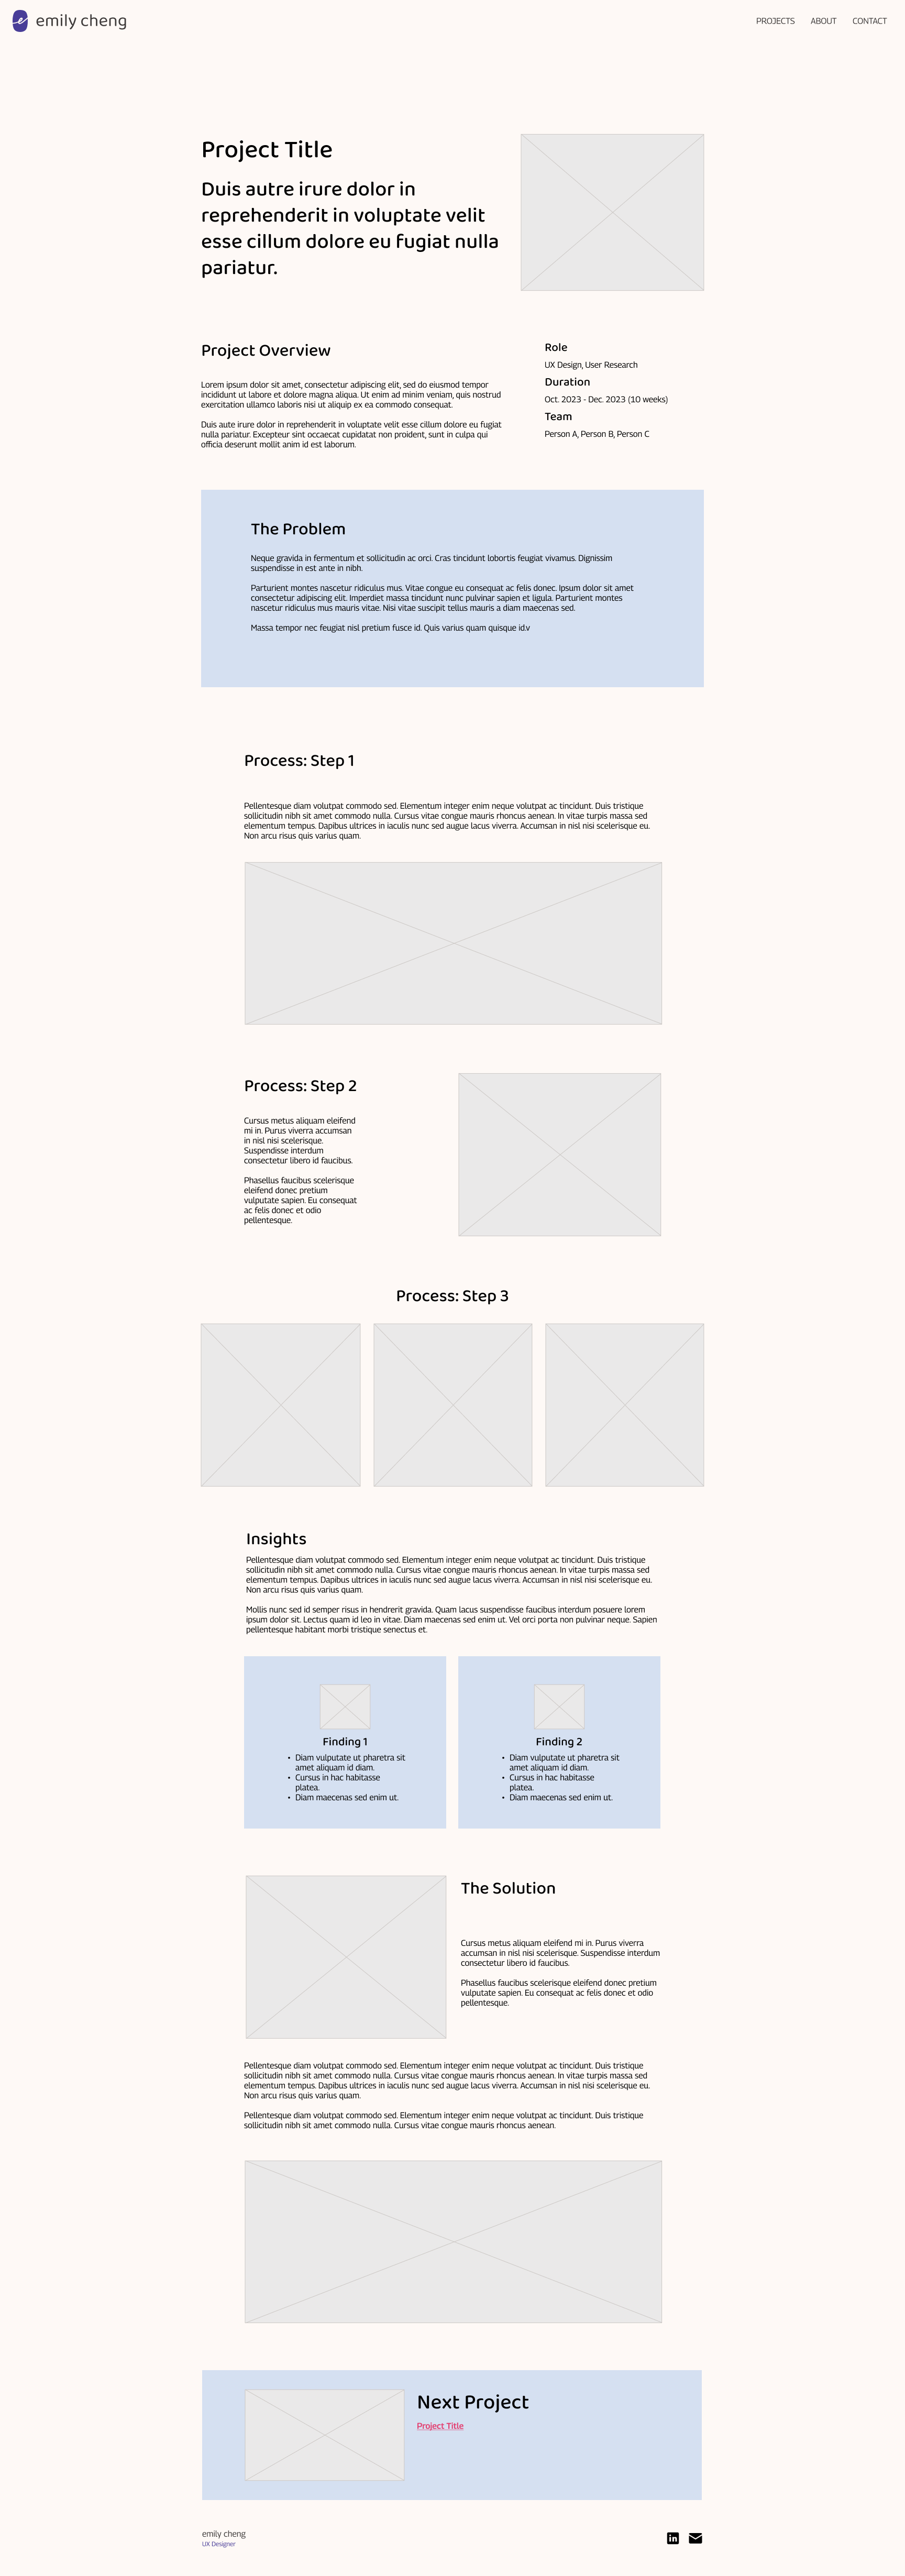 e emily cheng
PROJECTS ABOUT CONTACT
Project Title
Duis autre irure dolor in
reprehenderit in voluptate velit
esse cillum dolore eu fugiat nulla
pariatur.
Project Overview
Lorem ipsum dolor sit amet, consectetur adipiscing elit, sed do eiusmod tempor
incididunt ut labore et dolore magna aliqua. Ut enim ad minim veniam, quis nostrud
exercitation ullamco laboris nisi ut aliquip ex ea commodo consequat.
Duis aute irure dolor in reprehenderit in voluptate velit esse cillum dolore eu fugiat
nulla pariatur. Excepteur sint occaecat cupidatat non proident, sunt in culpa qui
officia deserunt mollit anim id est laborum.
Role
UX Design, User Research
Duration
Oct. 2023 - Dec. 2023 (10 weeks)
Team
Person A, Person B, Person C
The Problem
Neque gravida in fermentum et sollicitudin ac orci. Cras tincidunt lobortis feugiat vivamus. Dignissim
suspendisse in est ante in nibh.
Parturient montes nascetur ridiculus mus. Vitae congue eu consequat ac felis donec. Ipsum dolor sit amet
consectetur adipiscing elit. Imperdiet massa tincidunt nunc pulvinar sapien et ligula. Parturient montes
nascetur ridiculus mus mauris vitae. Nisi vitae suscipit tellus mauris a diam maecenas sed.
Massa tempor nec feugiat nisl pretium fusce id. Quis varius quam quisque id.v
Process: Step 1
Pellentesque diam volutpat commodo sed. Elementum integer enim neque volutpat ac tincidunt. Duis tristique
sollicitudin nibh sit amet commodo nulla. Cursus vitae congue mauris rhoncus aenean. In vitae turpis massa sed
elementum tempus. Dapibus ultrices in iaculis nunc sed augue lacus viverra. Accumsan in nisl nisi scelerisque eu.
Non arcu risus quis varius quam.
Process: Step 2
Cursus metus aliquam eleifend
mi in. Purus viverra accumsan
in nisl nisi scelerisque.
Suspendisse interdum
consectetur libero id faucibus.
Phasellus faucibus scelerisque
eleifend donec pretium
vulputate sapien. Eu consequat
ac felis donec et odio
pellentesque.
Process: Step 3
Insights
Pellentesque diam volutpat commodo sed. Elementum integer enim neque volutpat ac tincidunt. Duis tristique
sollicitudin nibh sit amet commodo nulla. Cursus vitae congue mauris rhoncus aenean. In vitae turpis massa sed
elementum tempus. Dapibus ultrices in iaculis nunc sed augue lacus viverra. Accumsan in nisl nisi scelerisque eu.
Non arcu risus quis varius quam.
Mollis nunc sed id semper risus in hendrerit gravida. Quam lacus suspendisse faucibus interdum posuere lorem
ipsum dolor sit. Lectus quam id leo in vitae. Diam maecenas sed enim ut. Vel orci porta non pulvinar neque. Sapien
pellentesque habitant morbi tristique senectus et.
Finding 1
• Diam vulputate ut pharetra sit
amet aliquam id diam.
• Cursus in hac habitasse
platea.
• Diam maecenas sed enim ut.
Finding 2
• Diam vulputate ut pharetra sit
amet aliquam id diam.
• Cursus in hac habitasse
platea.
• Diam maecenas sed enim ut.
The Solution
Cursus metus aliquam eleifend mi in. Purus viverra
accumsan in nisl nisi scelerisque. Suspendisse interdum
consectetur libero id faucibus.
Phasellus faucibus scelerisque eleifend donec pretium
vulputate sapien. Eu consequat ac felis donec et odio
pellentesque.
Pellentesque diam volutpat commodo sed. Elementum integer enim neque volutpat ac tincidunt. Duis tristique
sollicitudin nibh sit amet commodo nulla. Cursus vitae congue mauris rhoncus aenean. In vitae turpis massa sed
elementum tempus. Dapibus ultrices in iaculis nunc sed augue lacus viverra. Accumsan in nisl nisi scelerisque eu.
Non arcu risus quis varius quam.
Pellentesque diam volutpat commodo sed. Elementum integer enim neque volutpat ac tincidunt. Duis tristique
sollicitudin nibh sit amet commodo nulla. Cursus vitae congue mauris rhoncus aenean.
Next Project
Project Title
emily cheng
UX Designer
in